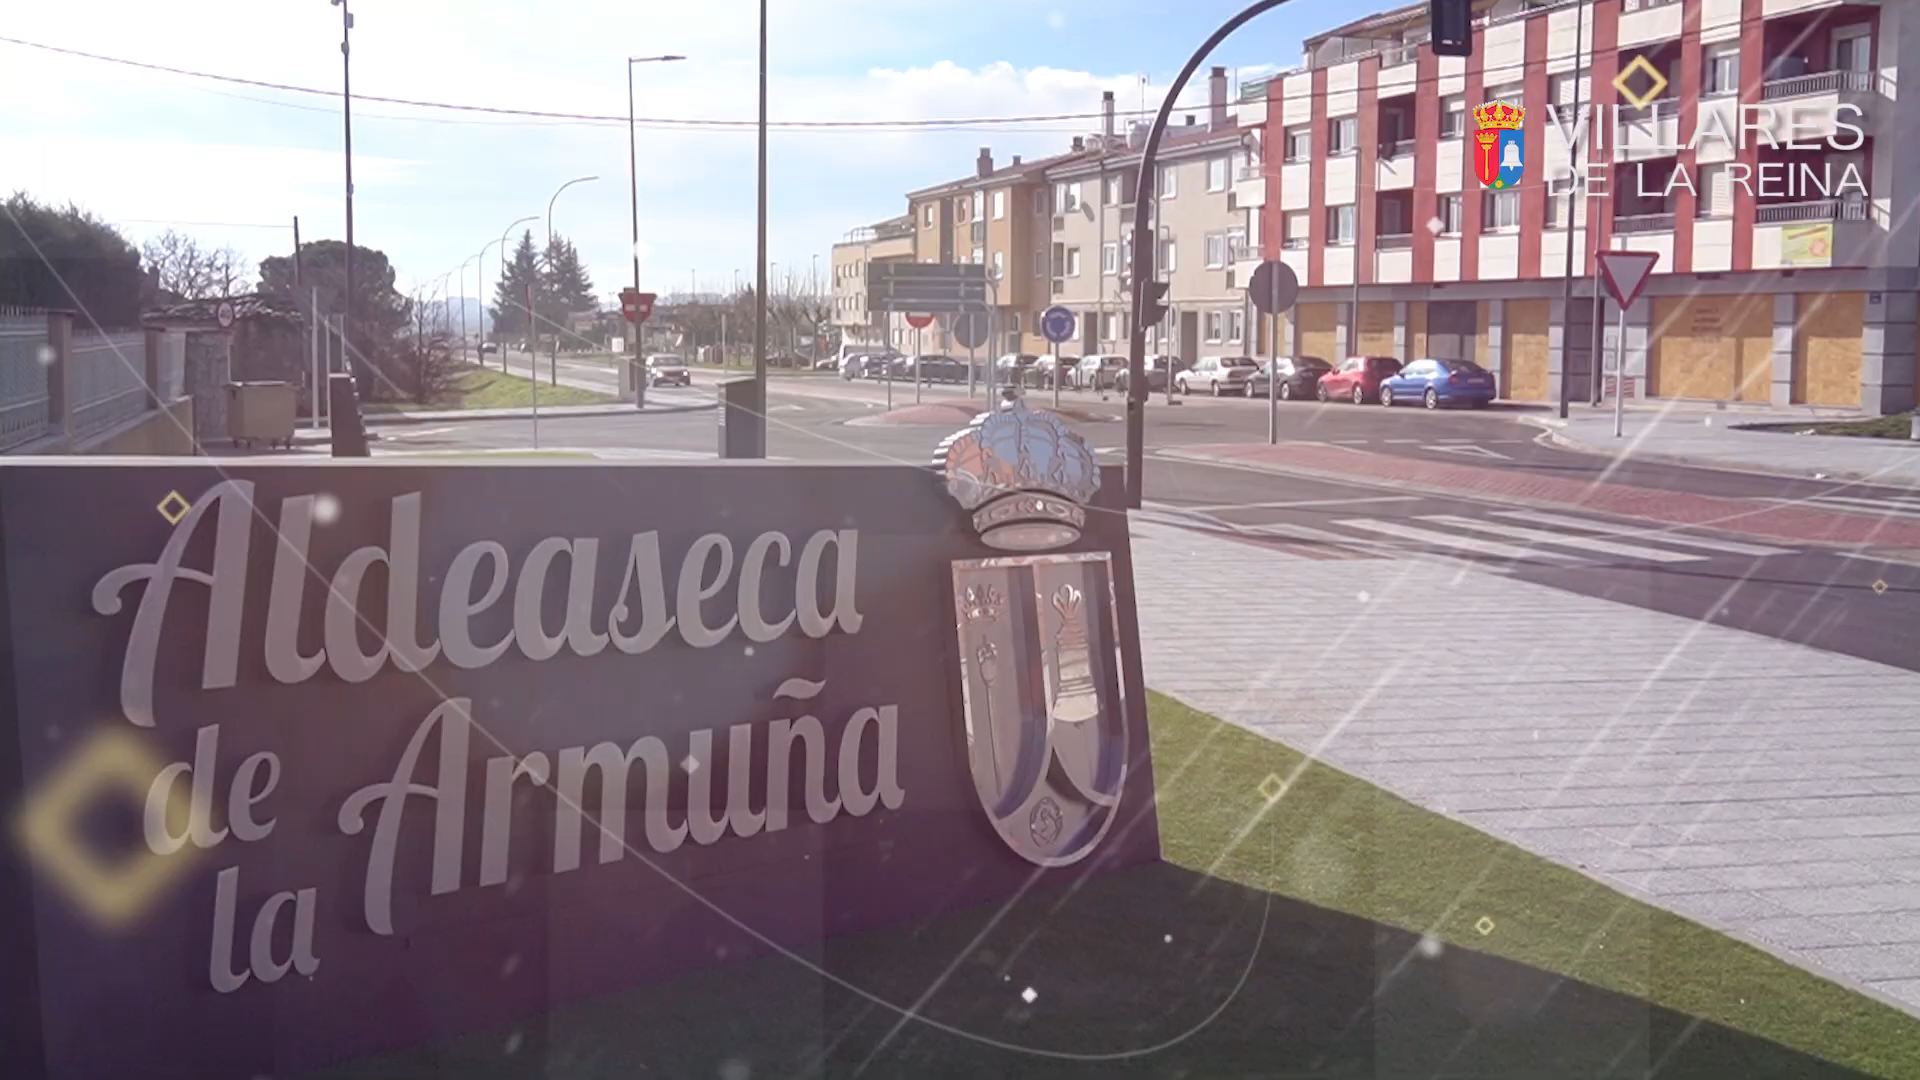 VILLARES
DE LA REINA
Aldeaseca
de Armuña
la